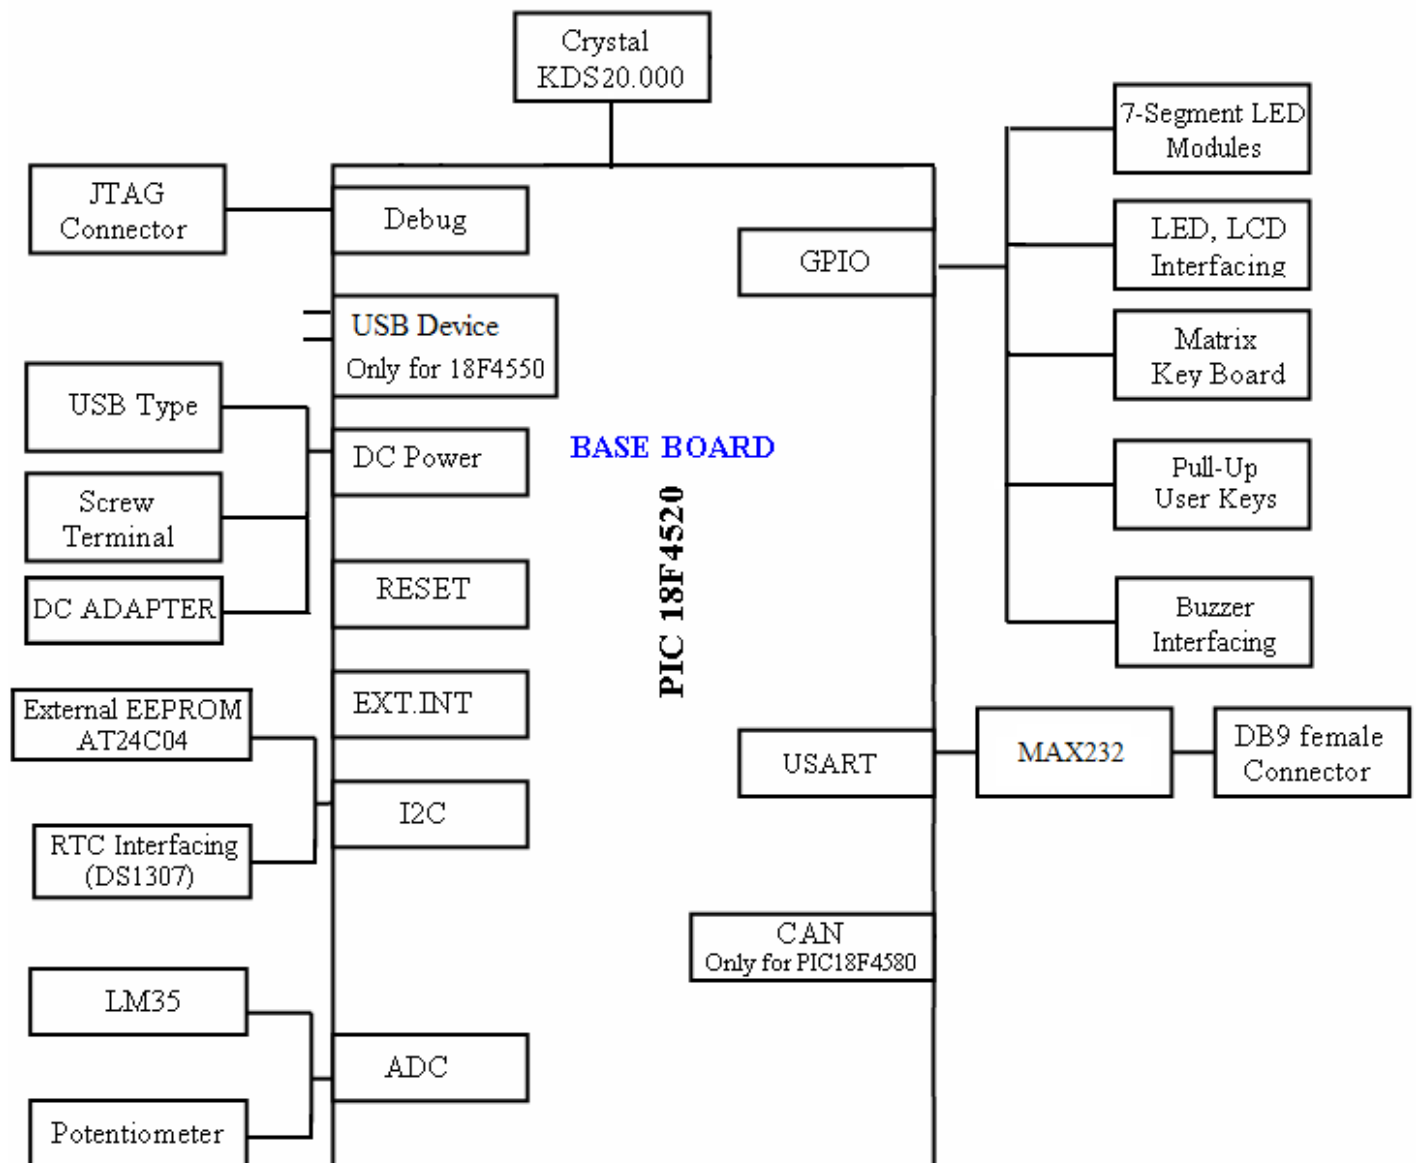 Crystal
KDS20.000
JTAG
Connector
Debug
USB Device
Only for 18F4550
USB Type
DC Power
Screw
Terminal
DC ADAPTER
RESET
EXT.INT
External EEPROM
AT24C04
I2C
RTC Interfacing
(DS1307)
LM35
ADC
Potentiometer
BASE BOARD
PIC 18F4520
GPIO
7-Segment LED
Modules
LED, LCD
Interfacing
Matrix
Key Board
Pull-Up
User Keys
Buzzer
Interfacing
USART
MAX232
DB9 female
Connector
CAN
Only for PIC18F4580